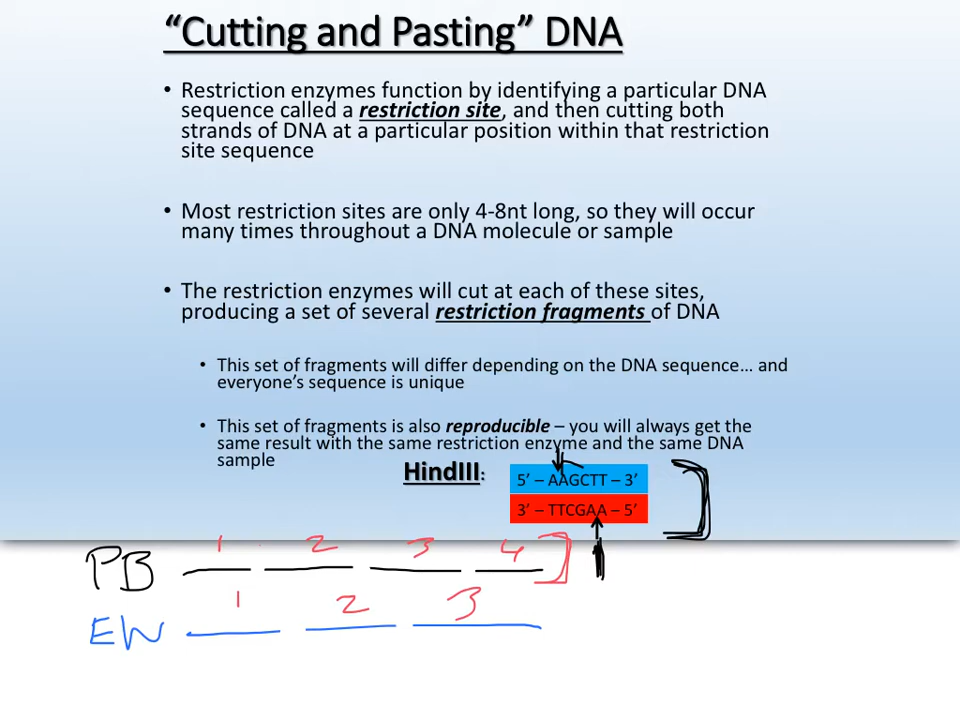 “Cutting and Pasting” DNA
• Restriction enzymes function by identifying a particular DNA
sequence called a restriction site, and then cutting both
strands of DNA at a particular position within that restriction
site sequence
• Most restriction sites are only 4-8nt long, so they will occur
many times throughout a DNA molecule or sample
• The restriction enzymes will cut at each of these sites,
producing a set of several restriction fragments of DNA
• This set of fragments will differ depending on the DNA sequence… and
everyone’s sequence is unique
• This set of fragments is also reproducible – you will always get the
same result with the same restriction enzyme and the same DNA
sample
HindIII:
5’ – AAGCTT – 3’
3’ – TTCGAA – 5’
1 2 3 4
PB
1 2 3
EW